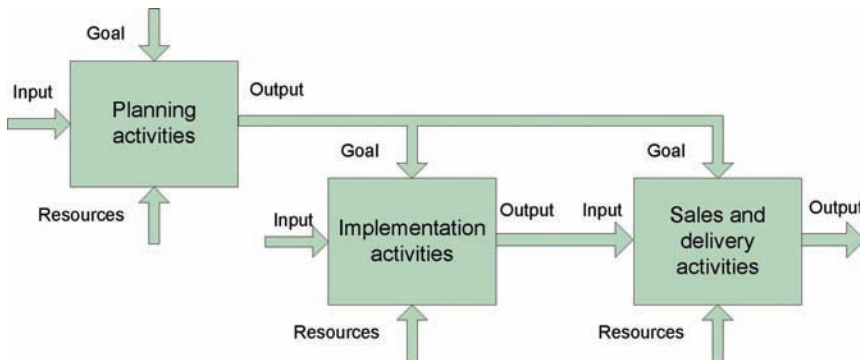 Goal
Input
Output
Planning
activities
Goal
Goal
Resources
Input
Output
Input
Output
Implementation
activities
Sales and
delivery
activities
Resources
Resources